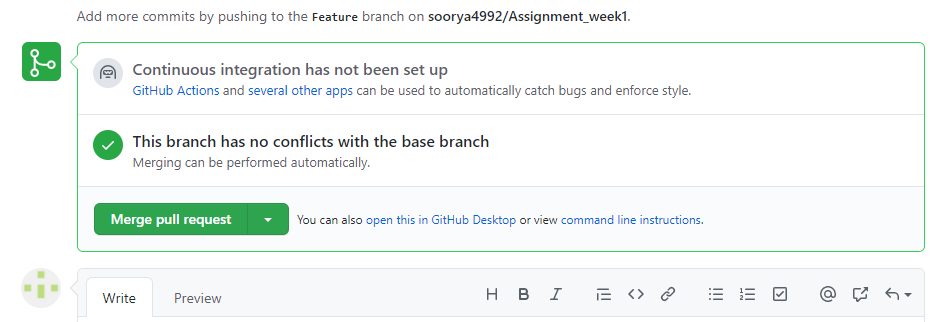 Add more commits by pushing to the Feature branch on soorya4992/Assignment_week1.
Continuous integration has not been set up
GitHub Actions and several other apps can be used to automatically catch bugs and enforce style.
This branch has no conflicts with the base branch
Merging can be performed automatically.
Merge pull request You can also open this in GitHub Desktop or view command line instructions.
Write Preview H B I @